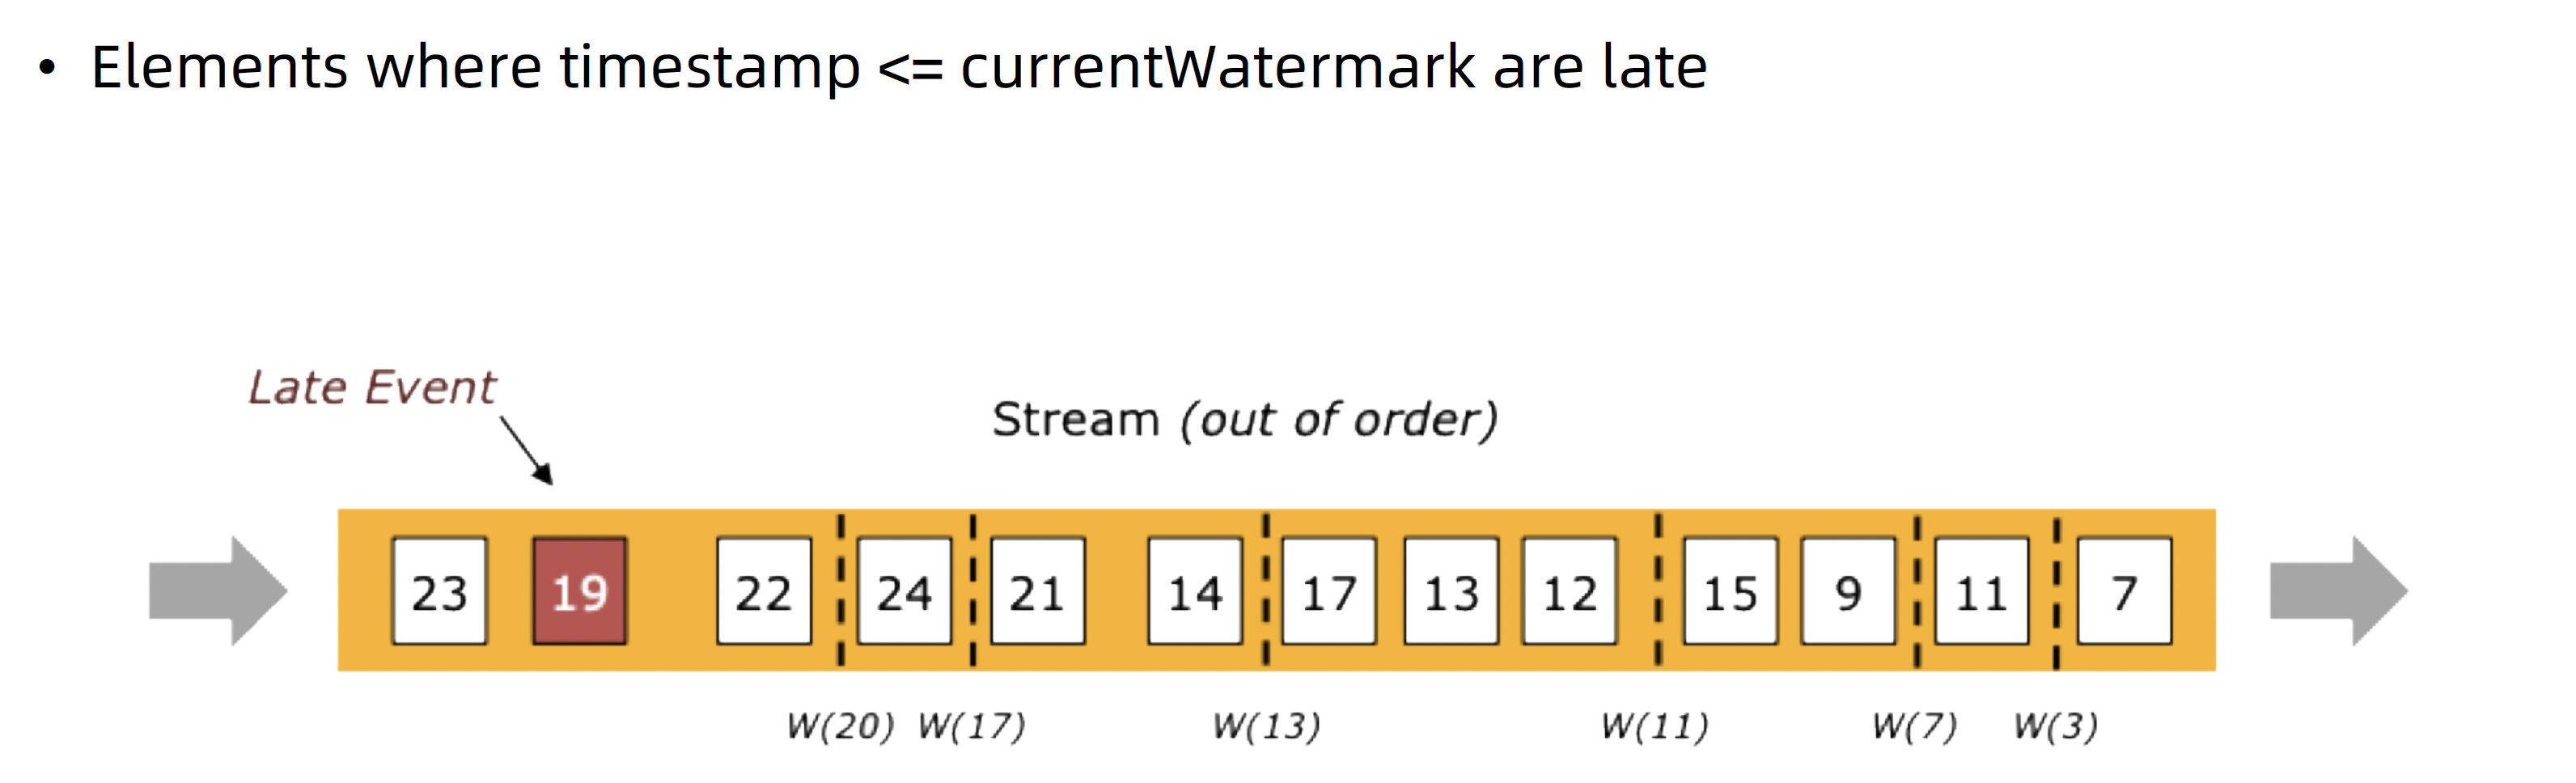 • Elements where timestamp <= currentWatermark are late
Late Event
Stream (out of order)
23 19 22 24 21 14 17 13 12 15 9 11 7
W(20) W(17) W(13) W(11) W(7) W(3)